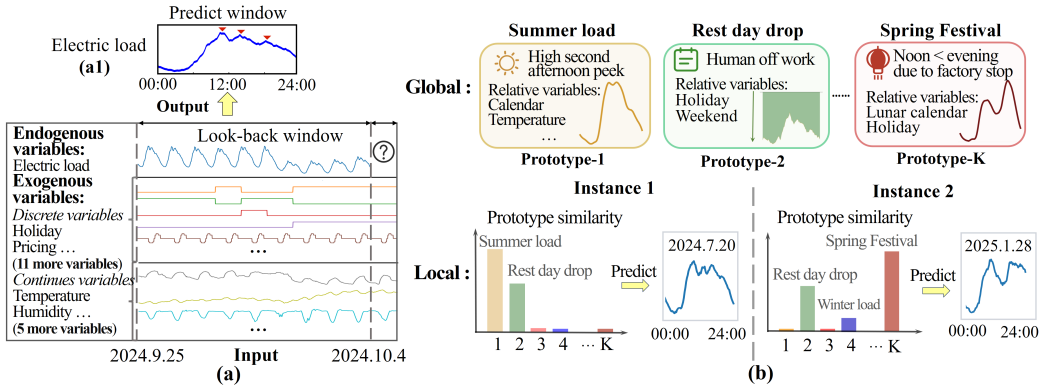 Predict window
Electric load
(a1)
00:00
12:00
24:00
Output
Endogenous
variables:
Electric load
Look-back window
?
Exogenous
variables:
Discrete variables
Holiday
Pricing …
(11 more variables)
...
Continues variables
Temperature
Humidity …
(5 more variables)
...
2024.9.25
Input
2024.10.4
(a)
Summer load
Rest day drop
Spring Festival
Global :
High second
afternoon peek
Relative variables:
Calendar
Temperature
...
Human off work
Relative variables:
Holiday
Weekend
......
Noon < evening
due to factory stop
Relative variables:
Lunar calendar
Holiday
Prototype-1
Prototype-2
Prototype-K
Instance 1
Instance 2
Local :
Prototype similarity
Summer load
Rest day drop
1 2 3 4 ... K
Predict
2024.7.20
00:00
24:00
Prototype similarity
Spring Festival
Rest day drop
Winter load
1 2 3 4 ... K
Predict
2025.1.28
00:00
24:00
(b)